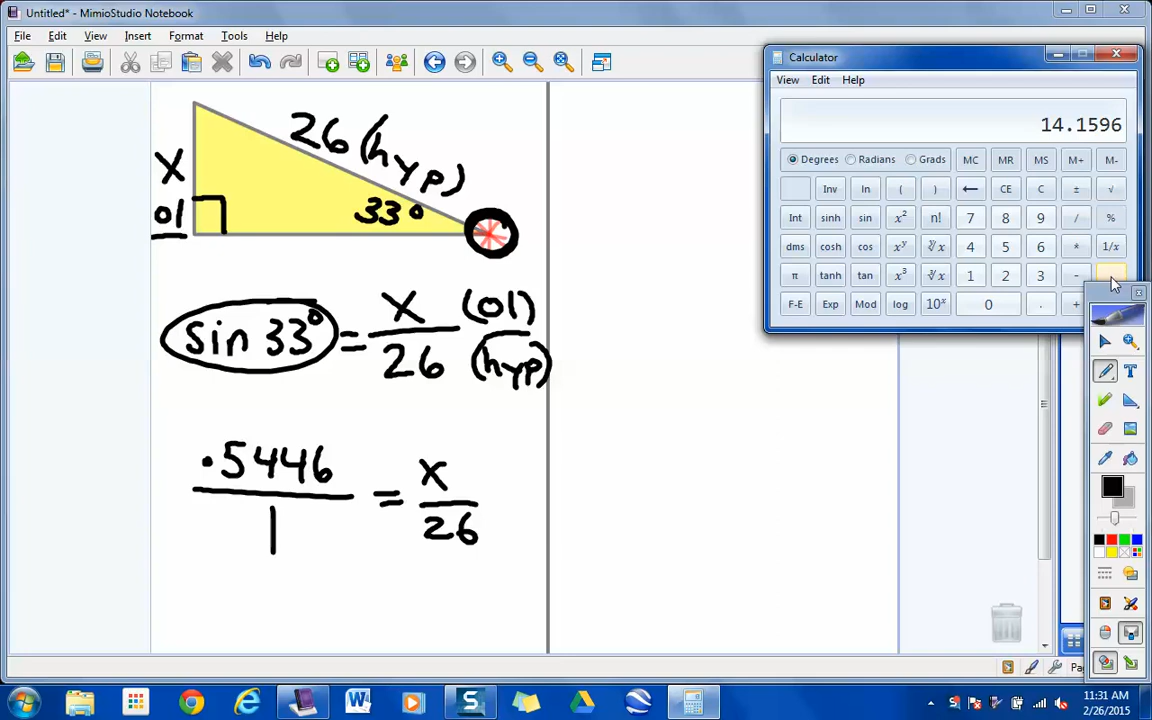 Untitled* - MimioStudio Notebook
File Edit View Insert Format Tools Help
26 (hyp)
x
ol
33°
sin 33° = x/26 (ol)/(hyp)
.5446/1 = x/26
Calculator
View Edit Help
14.1596
Degrees Radians Grads MC MR MS M+ M-
Inv ln ( ) ← CE C ± √
Int sinh sin x² n! 7 8 9 / %
dms cosh cos xʸ ʸ√x 4 5 6 * 1/x
π tanh tan x³ ³√x 1 2 3 -
F-E Exp Mod log 10ˣ 0 . +
T
Pa
11:31 AM
2/26/2015